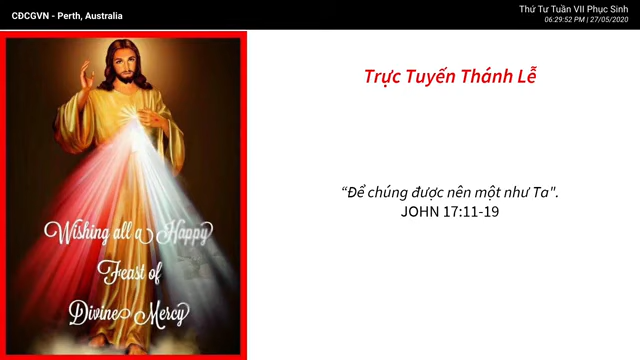 CĐCGVN - Perth, Australia
Thứ Tư Tuần VII Phục Sinh
06:29:52 PM | 27/05/2020
Trực Tuyến Thánh Lễ
“Để chúng được nên một như Ta".
JOHN 17:11-19
Wishing all a Happy
Feast of
Divine Mercy